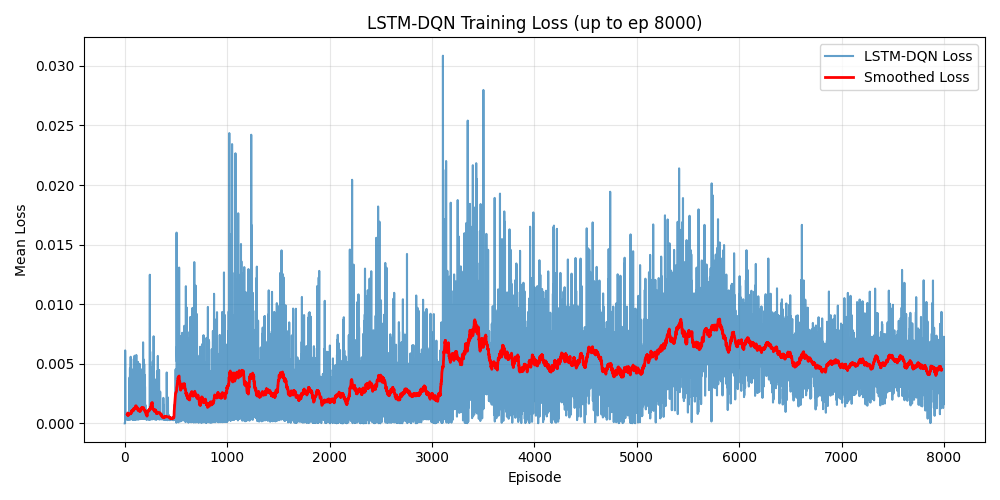 LSTM-DQN Training Loss (up to ep 8000)
LSTM-DQN Loss
Smoothed Loss
Mean Loss
0.030
0.025
0.020
0.015
0.010
0.005
0.000
0 1000 2000 3000 4000 5000 6000 7000 8000
Episode